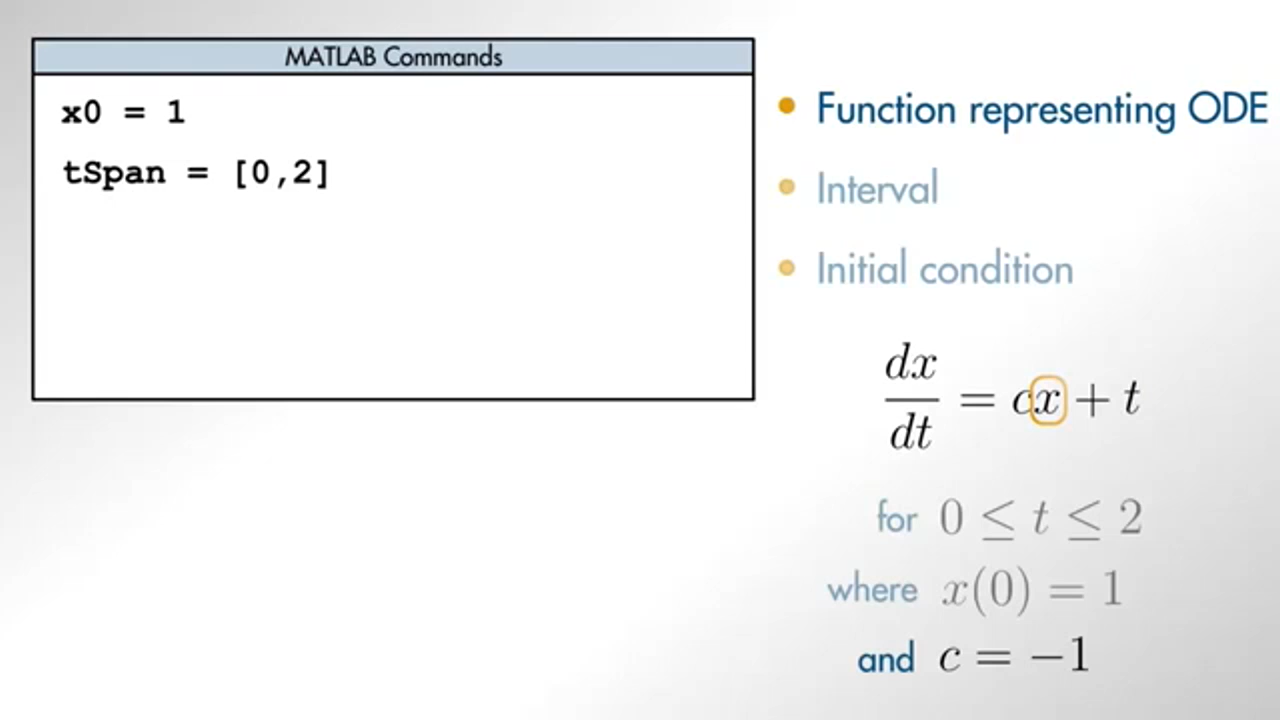 MATLAB Commands
x0 = 1
tSpan = [0,2]
Function representing ODE
Interval
Initial condition
dx/dt = cx + t
for 0 ≤ t ≤ 2
where x(0) = 1
and c = −1